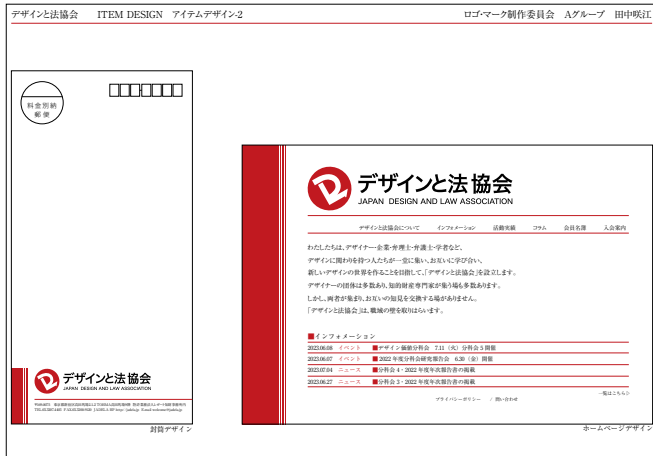 デザインと法協会　ITEM DESIGN　アイテムデザイン-2
ロゴ・マーク制作委員会　Aグループ　田中咲江
料金別納
郵便
デザインと法協会
JAPAN DESIGN AND LAW ASSOCIATION
封筒デザイン
デザインと法協会
JAPAN DESIGN AND LAW ASSOCIATION
デザインと法協会について　インフォメーション　活動実績　コラム　会員名簿　入会案内
わたしたちは、デザイナー・企業・弁理士・弁護士・学者など、
デザインに関わりを持つ人たちが一堂に集い、お互いに学び合い、
新しいデザインの世界を作ることを目指して、「デザインと法協会」を設立します。
デザイナーの団体は多数あり、知的財産専門家が集う場も多数あります。
しかし、両者が集まり、お互いの知見を交換する場がありません。
「デザインと法協会」は、職域の壁を取りはらいます。
■インフォメーション
2023.06.08　イベント　■デザイン価値分科会　7.11（火）分科会 5 開催
2023.06.07　イベント　■2022 年度分科会研究報告会　6.30（金）開催
2023.07.04　ニュース　■分科会 4・2022 年度年次報告書の掲載
2023.06.27　ニュース　■分科会 3・2022 年度年次報告書の掲載
一覧はこちら▷
プライバシーポリシー　/　問い合わせ
ホームページデザイン